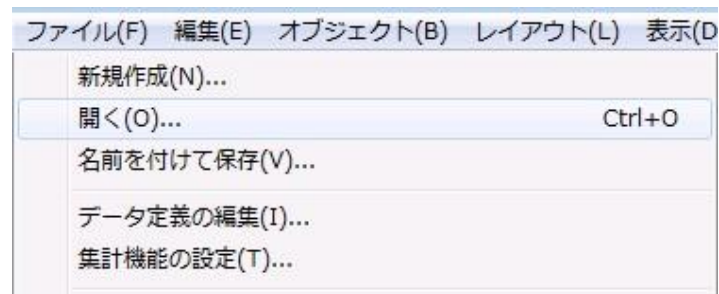 ファイル(F) 編集(E) オブジェクト(B) レイアウト(L) 表示(D
新規作成(N)...
開く(O)... Ctrl+O
名前を付けて保存(V)...
データ定義の編集(I)...
集計機能の設定(T)...